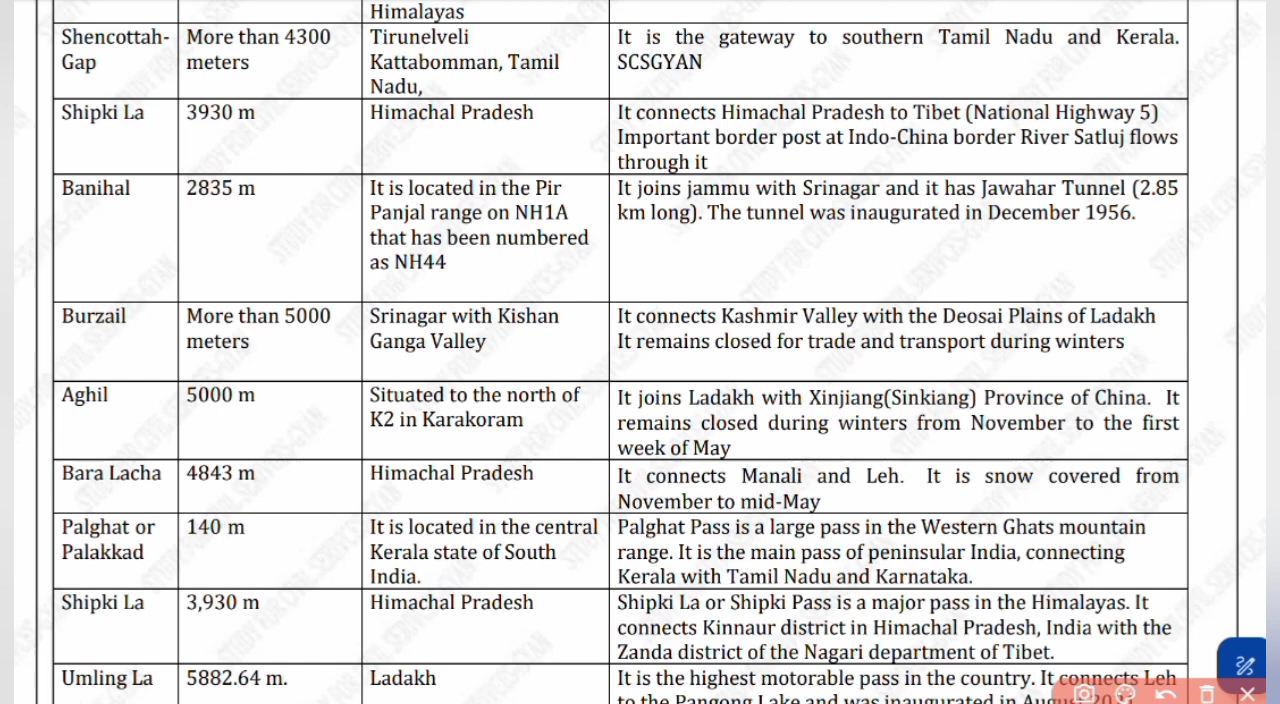 Himalayas
Shencottah-
Gap
More than 4300
meters
Tirunelveli
Kattabomman, Tamil
Nadu,
It is the gateway to southern Tamil Nadu and Kerala.
SCSGYAN
Shipki La
3930 m
Himachal Pradesh
It connects Himachal Pradesh to Tibet (National Highway 5)
Important border post at Indo-China border River Satluj flows
through it
Banihal
2835 m
It is located in the Pir
Panjal range on NH1A
that has been numbered
as NH44
It joins jammu with Srinagar and it has Jawahar Tunnel (2.85
km long). The tunnel was inaugurated in December 1956.
Burzail
More than 5000
meters
Srinagar with Kishan
Ganga Valley
It connects Kashmir Valley with the Deosai Plains of Ladakh
It remains closed for trade and transport during winters
Aghil
5000 m
Situated to the north of
K2 in Karakoram
It joins Ladakh with Xinjiang(Sinkiang) Province of China. It
remains closed during winters from November to the first
week of May
Bara Lacha
4843 m
Himachal Pradesh
It connects Manali and Leh. It is snow covered from
November to mid-May
Palghat or
Palakkad
140 m
It is located in the central
Kerala state of South
India.
Palghat Pass is a large pass in the Western Ghats mountain
range. It is the main pass of peninsular India, connecting
Kerala with Tamil Nadu and Karnataka.
Shipki La
3,930 m
Himachal Pradesh
Shipki La or Shipki Pass is a major pass in the Himalayas. It
connects Kinnaur district in Himachal Pradesh, India with the
Zanda district of the Nagari department of Tibet.
Umling La
5882.64 m.
Ladakh
It is the highest motorable pass in the country. It connects Leh
to the Pangong Lake and was inaugurated in August